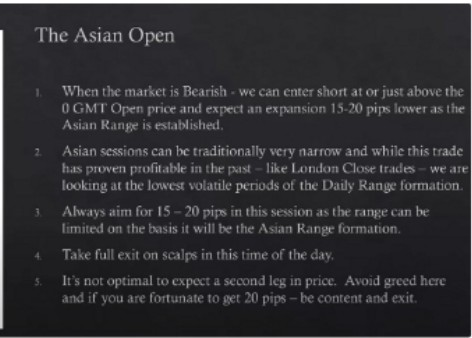 The Asian Open
1. When the market is Bearish - we can enter short at or just above the
0 GMT Open price and expect an expansion 15-20 pips lower as the
Asian Range is established.
2. Asian sessions can be traditionally very narrow and while this trade
has proven profitable in the past – like London Close trades – we are
looking at the lowest volatile periods of the Daily Range formation.
3. Always aim for 15 – 20 pips in this session as the range can be
limited on the basis it will be the Asian Range formation.
4. Take full exit on scalps in this time of the day.
5. It's not optimal to expect a second leg in price. Avoid greed here
and if you are fortunate to get 20 pips – be content and exit.